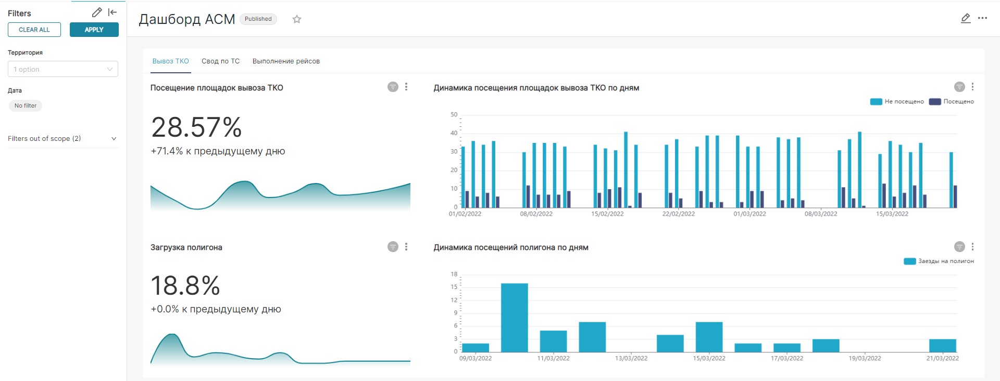 Filters
CLEAR ALL
APPLY
Территория
1 option
Дата
No filter
Filters out of scope (2)
Дашборд АСМ
Published
Вывоз ТКО
Свод по ТС
Выполнение рейсов
Посещение площадок вывоза ТКО
28.57%
+71.4% к предыдущему дню
Динамика посещения площадок вывоза ТКО по дням
Не посещено
Посещено
50
40
30
20
10
0
01/02/2022
08/02/2022
15/02/2022
22/02/2022
01/03/2022
08/03/2022
15/03/2022
Загрузка полигона
18.8%
+0.0% к предыдущему дню
Динамика посещений полигона по дням
Заезды на полигон
18
15
12
9
6
3
0
09/03/2022
11/03/2022
13/03/2022
15/03/2022
17/03/2022
19/03/2022
21/03/2022